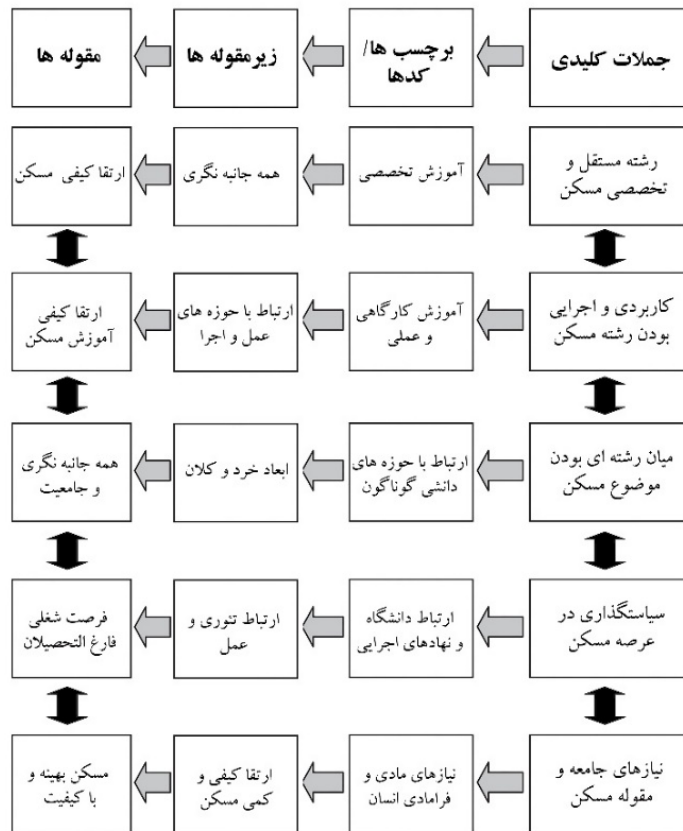 جملات کلیدی
برچسب ها/
کدها
زیرمقوله ها
مقوله ها
رشته مستقل و
تخصصی مسکن
آموزش تخصصی
همه جانبه نگری
ارتقا کیفی مسکن
کاربردی و اجرایی
بودن رشته مسکن
آموزش کارگاهی
و عملی
ارتباط با حوزه های
عمل و اجرا
ارتقا کیفی
آموزش مسکن
میان رشته ای بودن
موضوع مسکن
ارتباط با حوزه های
دانشی گوناگون
ابعاد خرد و کلان
همه جانبه نگری
و جامعیت
سیاستگذاری در
عرصه مسکن
ارتباط دانشگاه
و نهادهای اجرایی
ارتباط تئوری و
عمل
فرصت شغلی
فارغ التحصیلان
نیازهای جامعه و
مقوله مسکن
نیازهای مادی و
فرامادی انسان
ارتقا کیفی و
کمی مسکن
مسکن بهینه و
با کیفیت